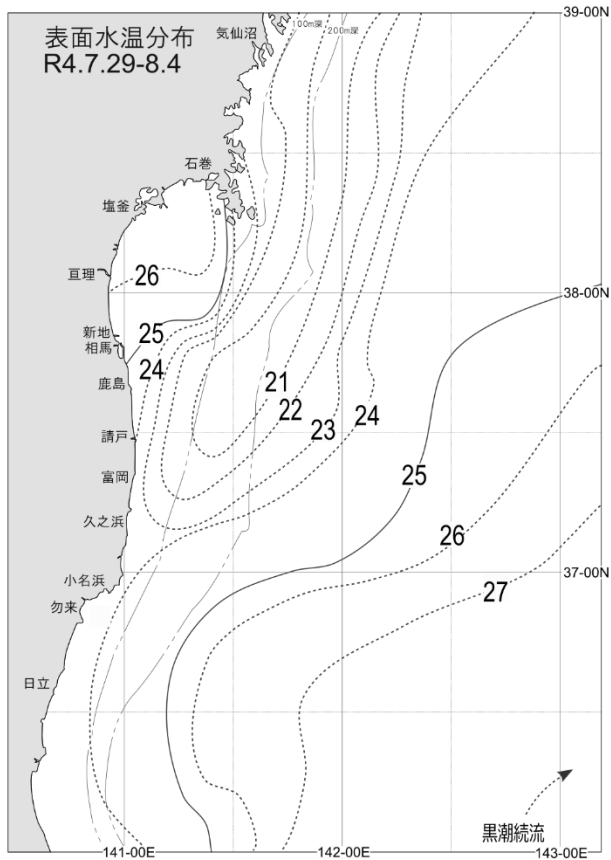 表面水温分布
R4.7.29-8.4
気仙沼
100m深
200m深
39-00N
石巻
塩釜
亘理
26
38-00N
新地
相馬
25
24
鹿島
21
22
23
24
請戸
富岡
25
久之浜
26
小名浜
37-00N
27
勿来
日立
黒潮続流
141-00E
142-00E
143-00E